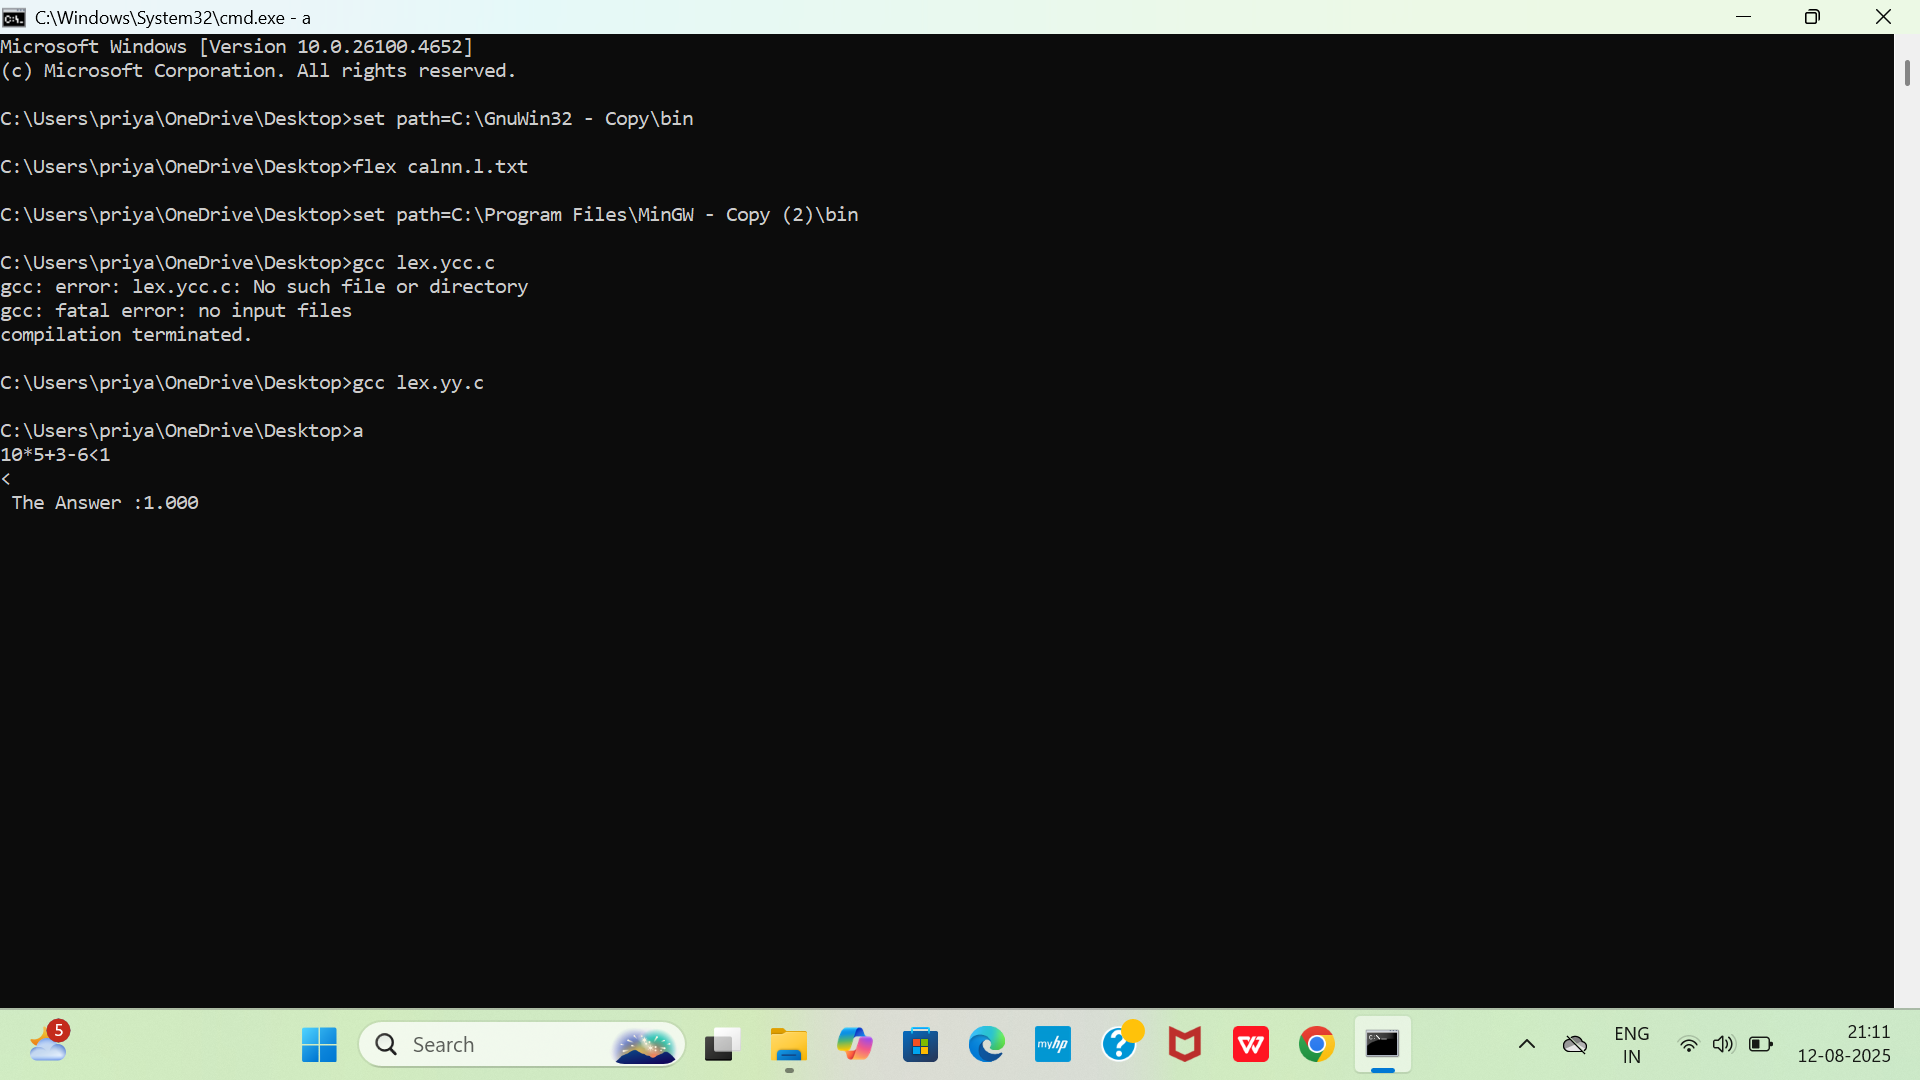 C:\Windows\System32\cmd.exe - a
Microsoft Windows [Version 10.0.26100.4652]
(c) Microsoft Corporation. All rights reserved.
C:\Users\priya\OneDrive\Desktop>set path=C:\GnuWin32 - Copy\bin
C:\Users\priya\OneDrive\Desktop>flex calnn.l.txt
C:\Users\priya\OneDrive\Desktop>set path=C:\Program Files\MinGW - Copy (2)\bin
C:\Users\priya\OneDrive\Desktop>gcc lex.ycc.c
gcc: error: lex.ycc.c: No such file or directory
gcc: fatal error: no input files
compilation terminated.
C:\Users\priya\OneDrive\Desktop>gcc lex.yy.c
C:\Users\priya\OneDrive\Desktop>a
10*5+3-6<1
<
The Answer :1.000
5
Search
myhp
ENG
IN
21:11
12-08-2025